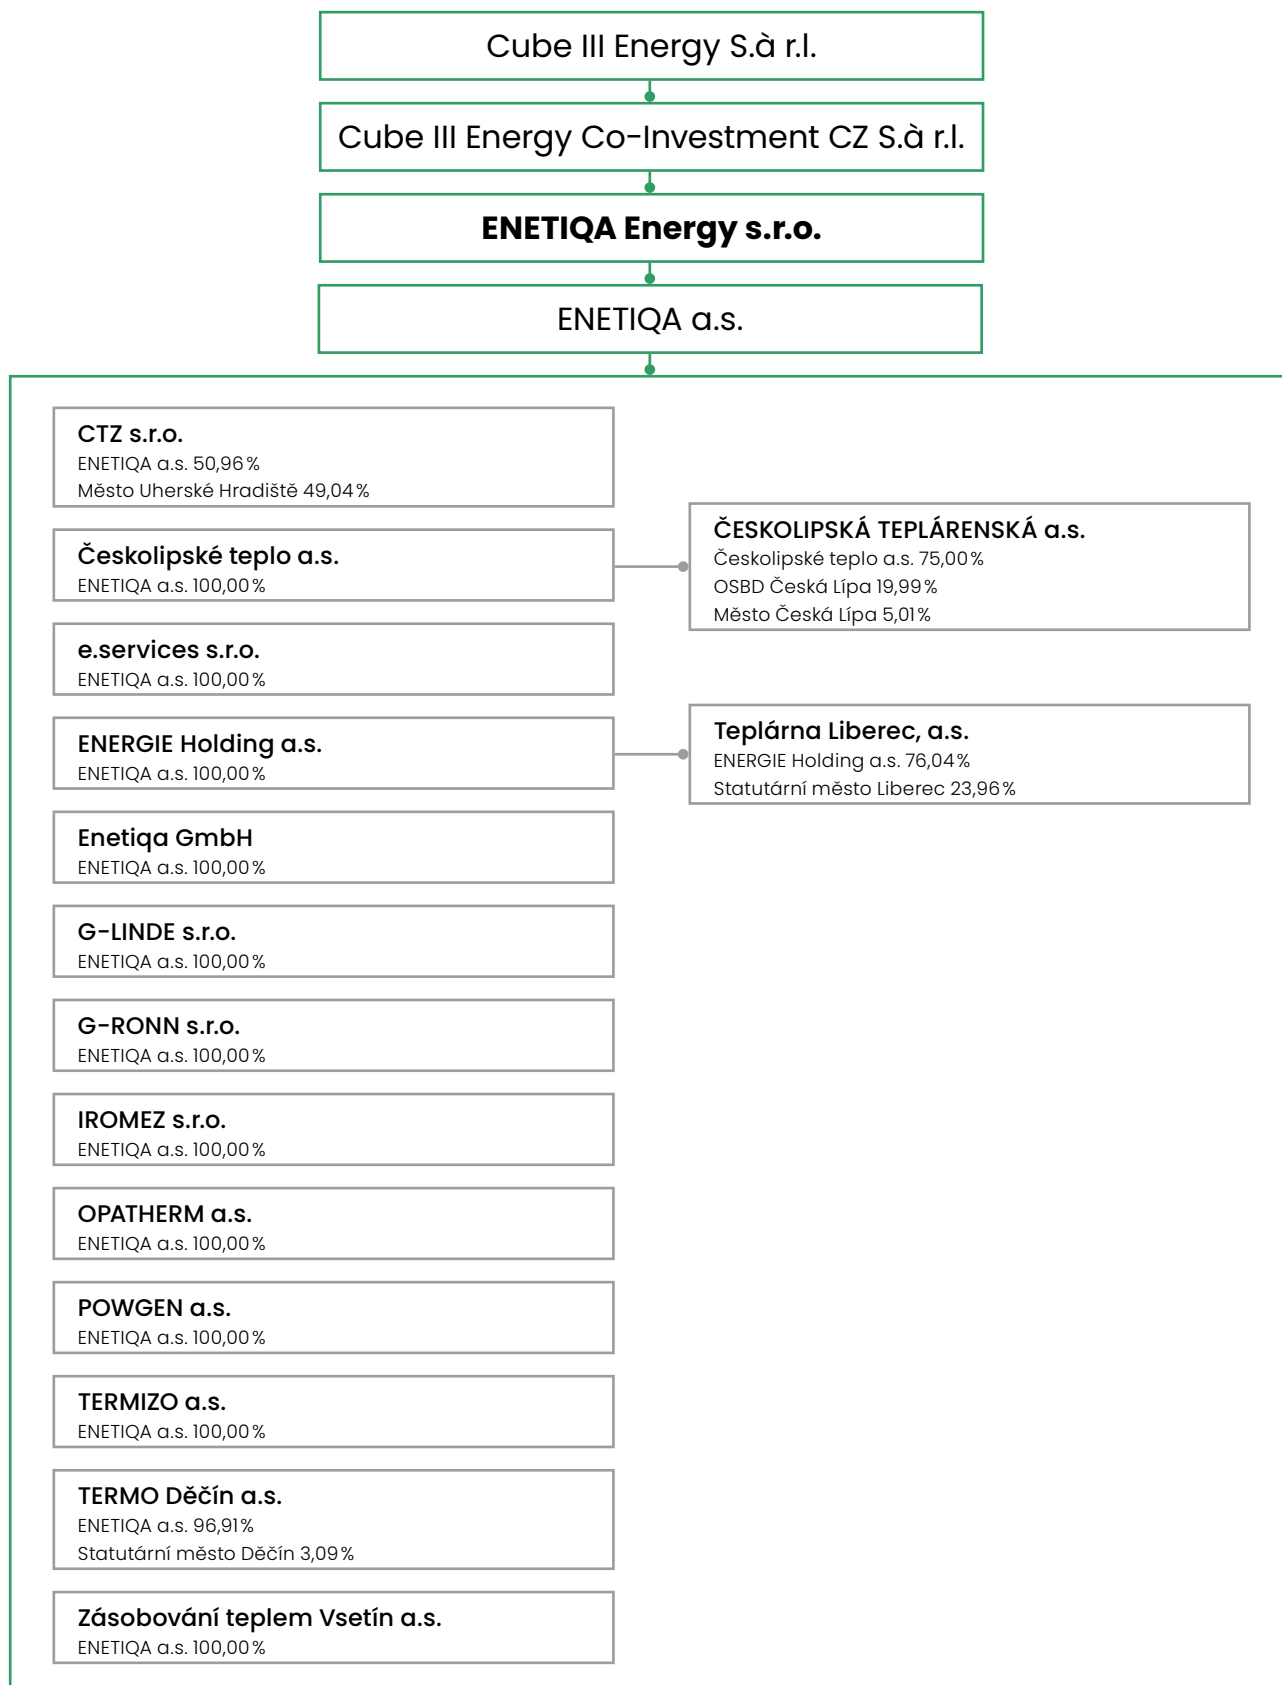 Cube III Energy S.à r.l.
Cube III Energy Co-Investment CZ S.à r.l.
ENETIQA Energy s.r.o.
ENETIQA a.s.
CTZ s.r.o.
ENETIQA a.s. 50,96%
Město Uherské Hradiště 49,04%
Českolipské teplo a.s.
ENETIQA a.s. 100,00%
ČESKOLIPSKÁ TEPLÁRENSKÁ a.s.
Českolipské teplo a.s. 75,00%
OSBD Česká Lípa 19,99%
Město Česká Lípa 5,01%
e.services s.r.o.
ENETIQA a.s. 100,00%
ENERGIE Holding a.s.
ENETIQA a.s. 100,00%
Teplárna Liberec, a.s.
ENERGIE Holding a.s. 76,04%
Statutární město Liberec 23,96%
Enetiqa GmbH
ENETIQA a.s. 100,00%
G-LINDE s.r.o.
ENETIQA a.s. 100,00%
G-RONN s.r.o.
ENETIQA a.s. 100,00%
IROMEZ s.r.o.
ENETIQA a.s. 100,00%
OPATHERM a.s.
ENETIQA a.s. 100,00%
POWGEN a.s.
ENETIQA a.s. 100,00%
TERMIZO a.s.
ENETIQA a.s. 100,00%
TERMO Děčín a.s.
ENETIQA a.s. 96,91%
Statutární město Děčín 3,09%
Zásobování teplem Vsetín a.s.
ENETIQA a.s. 100,00%